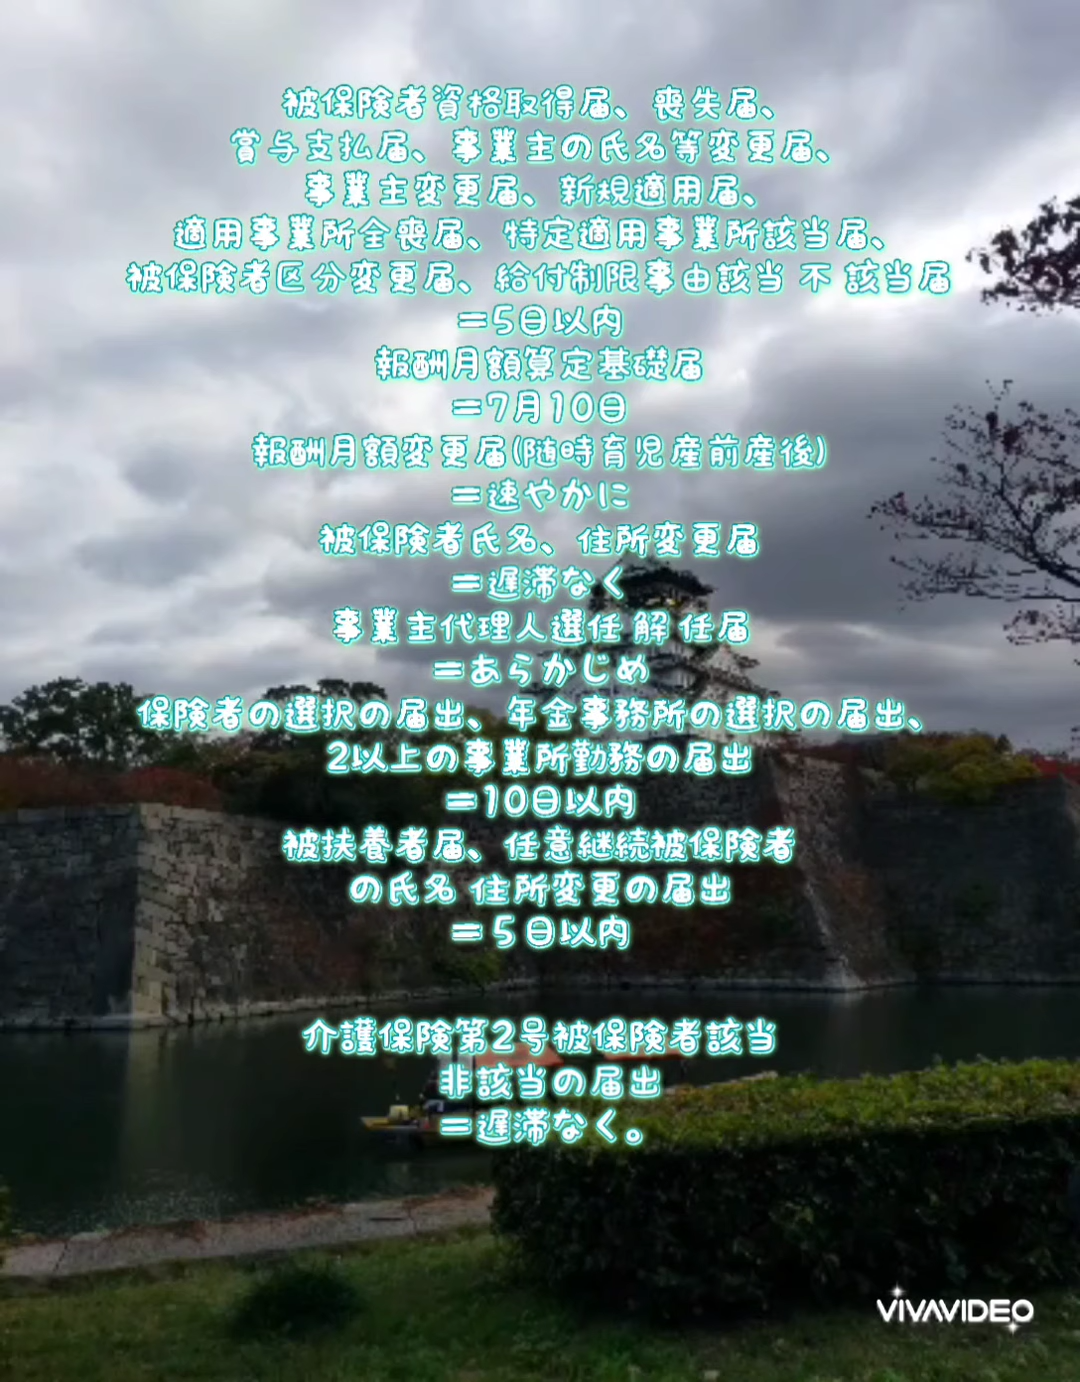 被保険者資格取得届、喪失届、
賞与支払届、事業主の氏名等変更届、
事業主変更届、新規適用届、
適用事業所全喪届、特定適用事業所該当届、
被保険者区分変更届、給付制限事由該当 不 該当届
＝5日以内
報酬月額算定基礎届
＝7月10日
報酬月額変更届(随時育児産前産後)
＝速やかに
被保険者氏名、住所変更届
＝遅滞なく
事業主代理人選任 解 任届
＝あらかじめ
保険者の選択の届出、年金事務所の選択の届出、
2以上の事業所勤務の届出
＝10日以内
被扶養者届、任意継続被保険者
の氏名 住所変更の届出
＝５日以内
介護保険第2号被保険者該当
非該当の届出
＝遅滞なく。
VIVAVIDEO